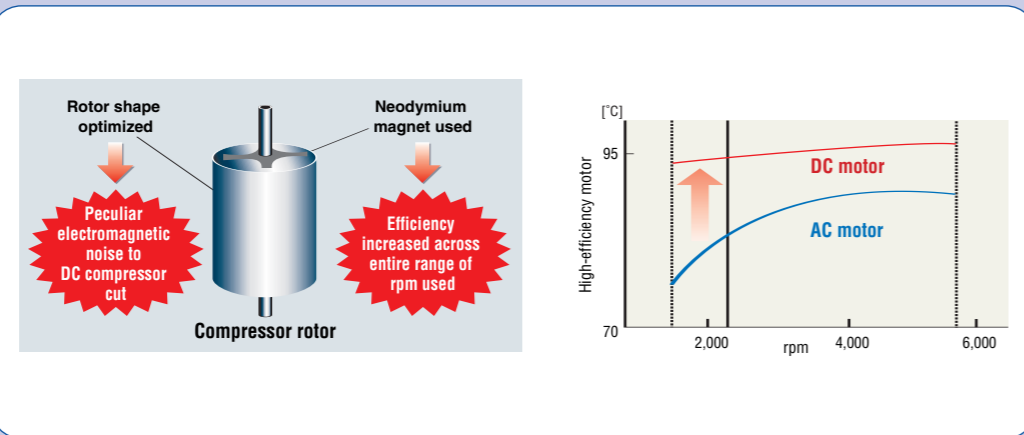 Rotor shape
optimized
Neodymium
magnet used
Peculiar
electromagnetic
noise to
DC compressor
cut
Efficiency
increased across
entire range of
rpm used
Compressor rotor
[˚C]
95
70
High-efficiency motor
DC motor
AC motor
2,000
rpm
4,000
6,000